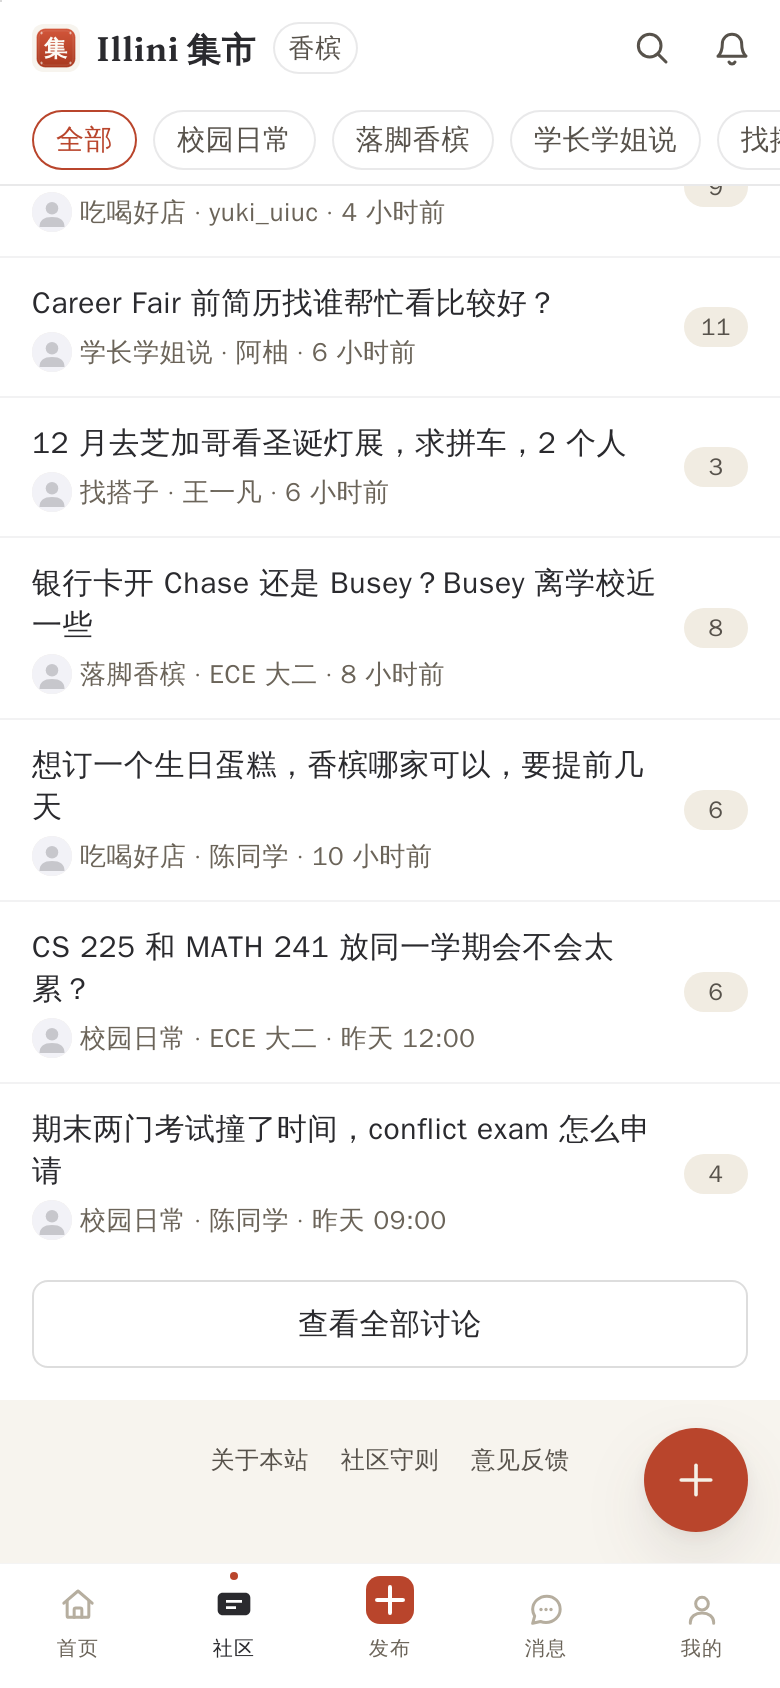 集 Illini 集市 香槟
全部 校园日常 落脚香槟 学长学姐说
吃喝好店 · yuki_uiuc · 4 小时前
Career Fair 前简历找谁帮忙看比较好？
11
学长学姐说 · 阿柚 · 6 小时前
12 月去芝加哥看圣诞灯展，求拼车，2 个人
3
找搭子 · 王一凡 · 6 小时前
银行卡开 Chase 还是 Busey？Busey 离学校近
一些
8
落脚香槟 · ECE 大二 · 8 小时前
想订一个生日蛋糕，香槟哪家可以，要提前几
天
6
吃喝好店 · 陈同学 · 10 小时前
CS 225 和 MATH 241 放同一学期会不会太
累？
6
校园日常 · ECE 大二 · 昨天 12:00
期末两门考试撞了时间，conflict exam 怎么申
请
4
校园日常 · 陈同学 · 昨天 09:00
查看全部讨论
关于本站 社区守则 意见反馈
首页 社区 发布 消息 我的